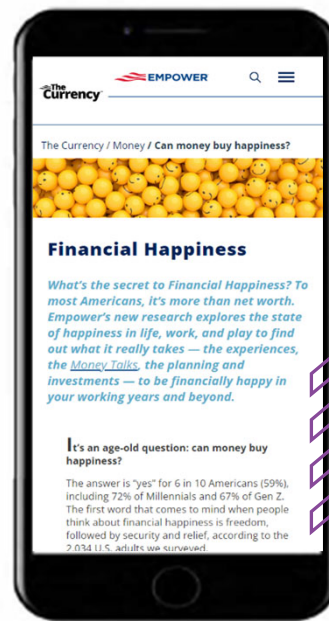 The
Currency
EMPOWER
The Currency / Money / Can money buy happiness?
Financial Happiness
What's the secret to Financial Happiness? To
most Americans, it's more than net worth.
Empower's new research explores the state
of happiness in life, work, and play to find
out what it really takes — the experiences,
the Money Talks, the planning and
investments — to be financially happy in
your working years and beyond.
It's an age-old question: can money buy
happiness?
The answer is "yes" for 6 in 10 Americans (59%),
including 72% of Millennials and 67% of Gen Z.
The first word that comes to mind when people
think about financial happiness is freedom,
followed by security and relief, according to the
2,034 U.S. adults we surveyed.